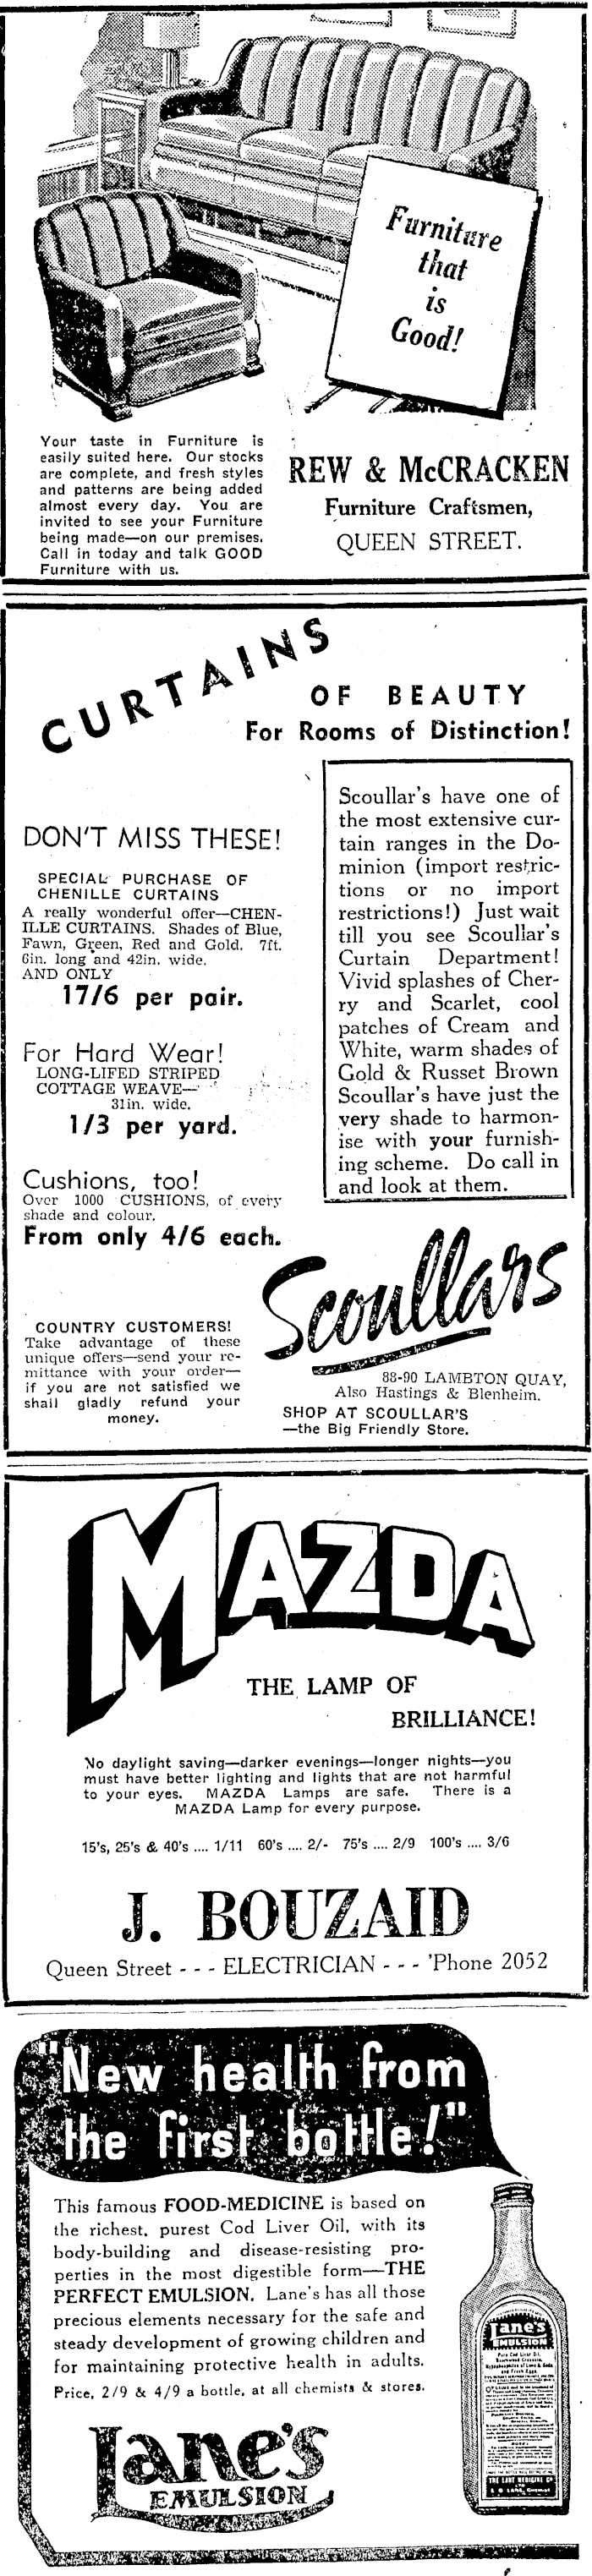 Furniture
that
is
Good!
Your taste in Furniture is
easily suited here. Our stocks
are complete, and fresh styles
and patterns are being added
almost every day. You are
invited to see your Furniture
being made—on our premises.
Call in today and talk GOOD
Furniture with us.
REW & McCRACKEN
Furniture Craftsmen,
QUEEN STREET.
CURTAINS
OF BEAUTY
For Rooms of Distinction!
DON'T MISS THESE!
SPECIAL PURCHASE OF
CHENILLE CURTAINS
A really wonderful offer—CHEN-
ILLE CURTAINS. Shades of Blue,
Fawn, Green, Red and Gold. 7ft.
6in. long and 42in. wide.
AND ONLY
17/6 per pair.
For Hard Wear!
LONG-LIFED STRIPED
COTTAGE WEAVE—
31in. wide.
1/3 per yard.
Cushions, too!
Over 1000 CUSHIONS, of every
shade and colour.
From only 4/6 each.
COUNTRY CUSTOMERS!
Take advantage of these
unique offers—send your re-
mittance with your order—
if you are not satisfied we
shall gladly refund your
money.
Scoullar's have one of
the most extensive cur-
tain ranges in the Do-
minion (import restric-
tions or no import
restrictions!) Just wait
till you see Scoullar's
Curtain Department!
Vivid splashes of Cher-
ry and Scarlet, cool
patches of Cream and
White, warm shades of
Gold & Russet Brown
Scoullar's have just the
very shade to harmon-
ise with your furnish-
ing scheme. Do call in
and look at them.
Scoullars
88-90 LAMBTON QUAY,
Also Hastings & Blenheim.
SHOP AT SCOULLAR'S
—the Big Friendly Store.
MAZDA
THE LAMP OF
BRILLIANCE!
No daylight saving—darker evenings—longer nights—you
must have better lighting and lights that are not harmful
to your eyes. MAZDA Lamps are safe. There is a
MAZDA Lamp for every purpose.
15's, 25's & 40's .... 1/11 60's .... 2/- 75's .... 2/9 100's .... 3/6
J. BOUZAID
Queen Street - - - ELECTRICIAN - - - 'Phone 2052
"New health from
the first bottle!"
This famous FOOD-MEDICINE is based on
the richest, purest Cod Liver Oil, with its
body-building and disease-resisting pro-
perties in the most digestible form—THE
PERFECT EMULSION. Lane's has all those
precious elements necessary for the safe and
steady development of growing children and
for maintaining protective health in adults.
Price, 2/9 & 4/9 a bottle, at all chemists & stores.
Lane's
EMULSION
Lane's
EMULSION
Pure Cod Liver Oil,
and Fresh Eggs.
THE LANE MEDICINE Co